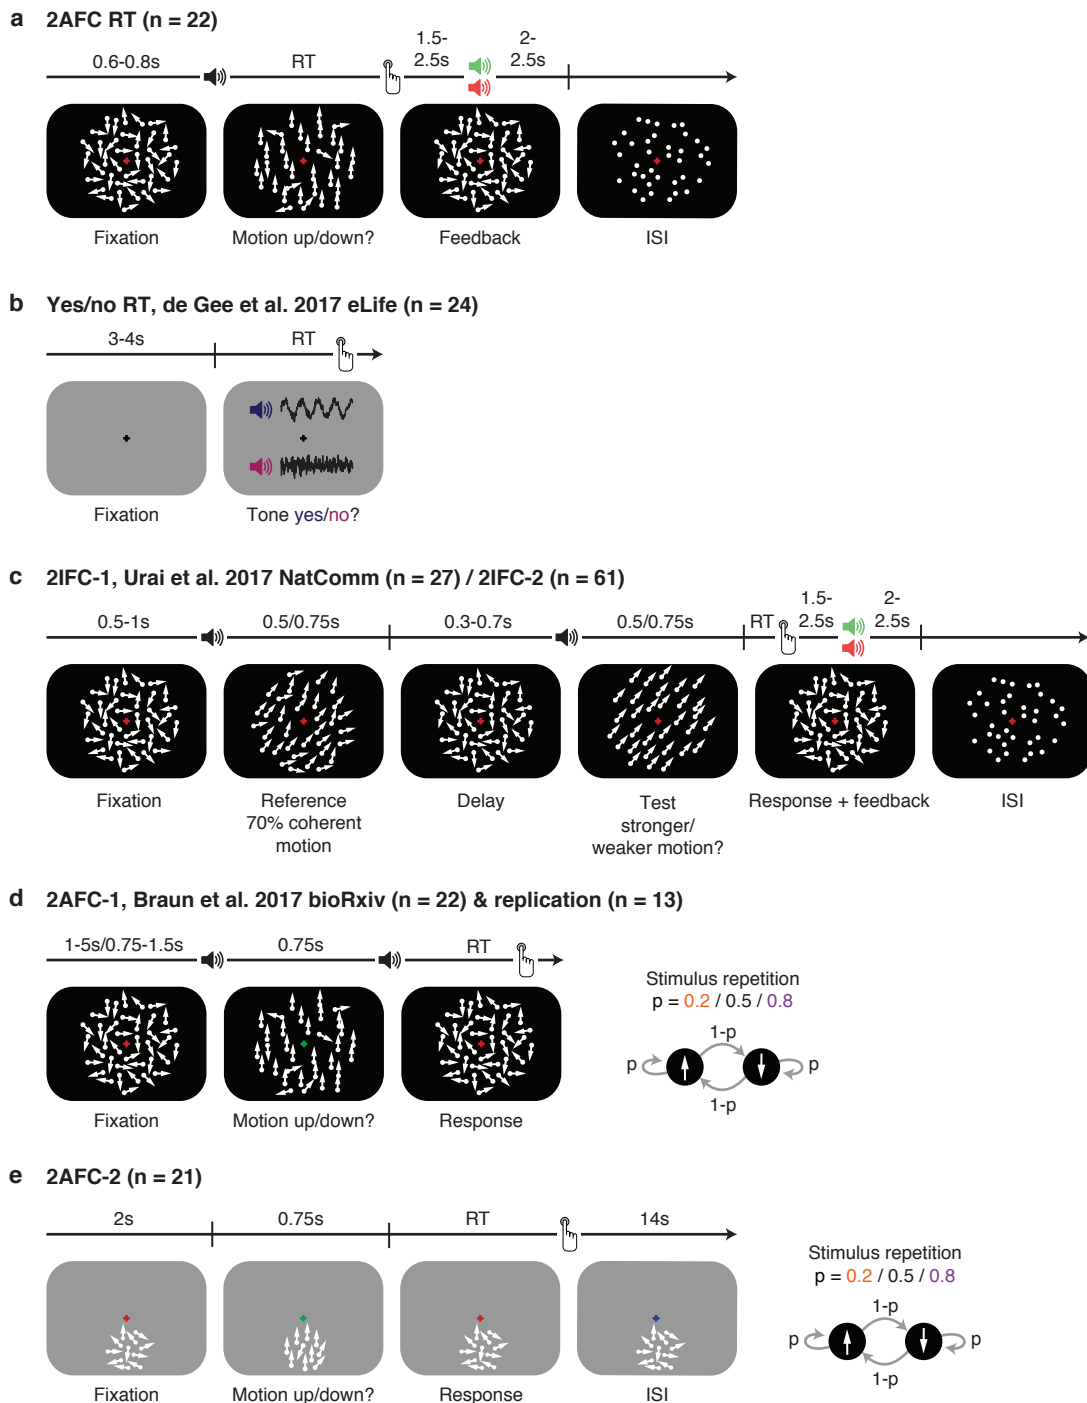 a 2AFC RT (n = 22)
0.6-0.8s
RT
1.5-
2.5s
2-
2.5s
Fixation
Motion up/down?
Feedback
ISI
b Yes/no RT, de Gee et al. 2017 eLife (n = 24)
3-4s
RT
Fixation
Tone yes/no?
c 2IFC-1, Urai et al. 2017 NatComm (n = 27) / 2IFC-2 (n = 61)
0.5-1s
0.5/0.75s
0.3-0.7s
0.5/0.75s
RT
1.5-
2.5s
2-
2.5s
Fixation
Reference
70% coherent
motion
Delay
Test
stronger/
weaker motion?
Response + feedback
ISI
d 2AFC-1, Braun et al. 2017 bioRxiv (n = 22) & replication (n = 13)
1-5s/0.75-1.5s
0.75s
RT
Fixation
Motion up/down?
Response
Stimulus repetition
p = 0.2 / 0.5 / 0.8
1-p
p
p
1-p
e 2AFC-2 (n = 21)
2s
0.75s
RT
14s
Fixation
Motion up/down?
Response
ISI
Stimulus repetition
p = 0.2 / 0.5 / 0.8
1-p
p
p
1-p